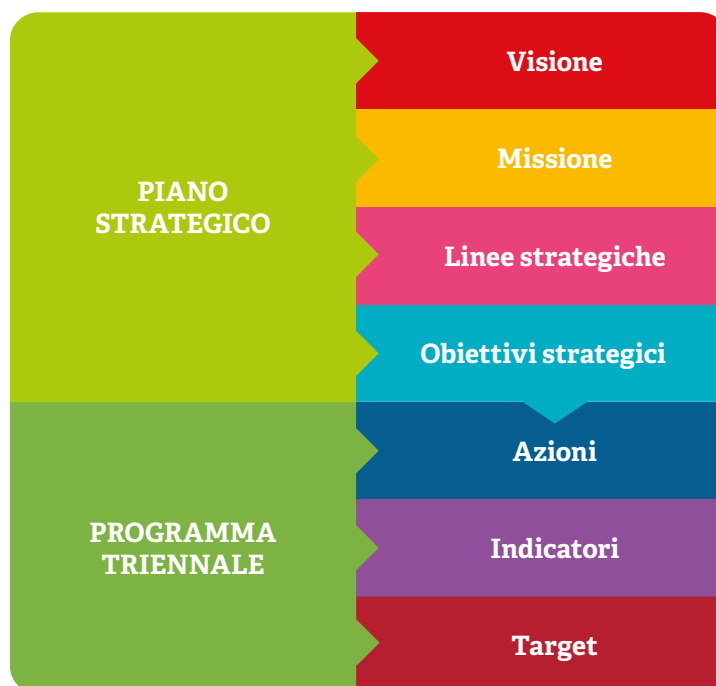 PIANO
STRATEGICO
Visione
Missione
Linee strategiche
Obiettivi strategici
PROGRAMMA
TRIENNALE
Azioni
Indicatori
Target